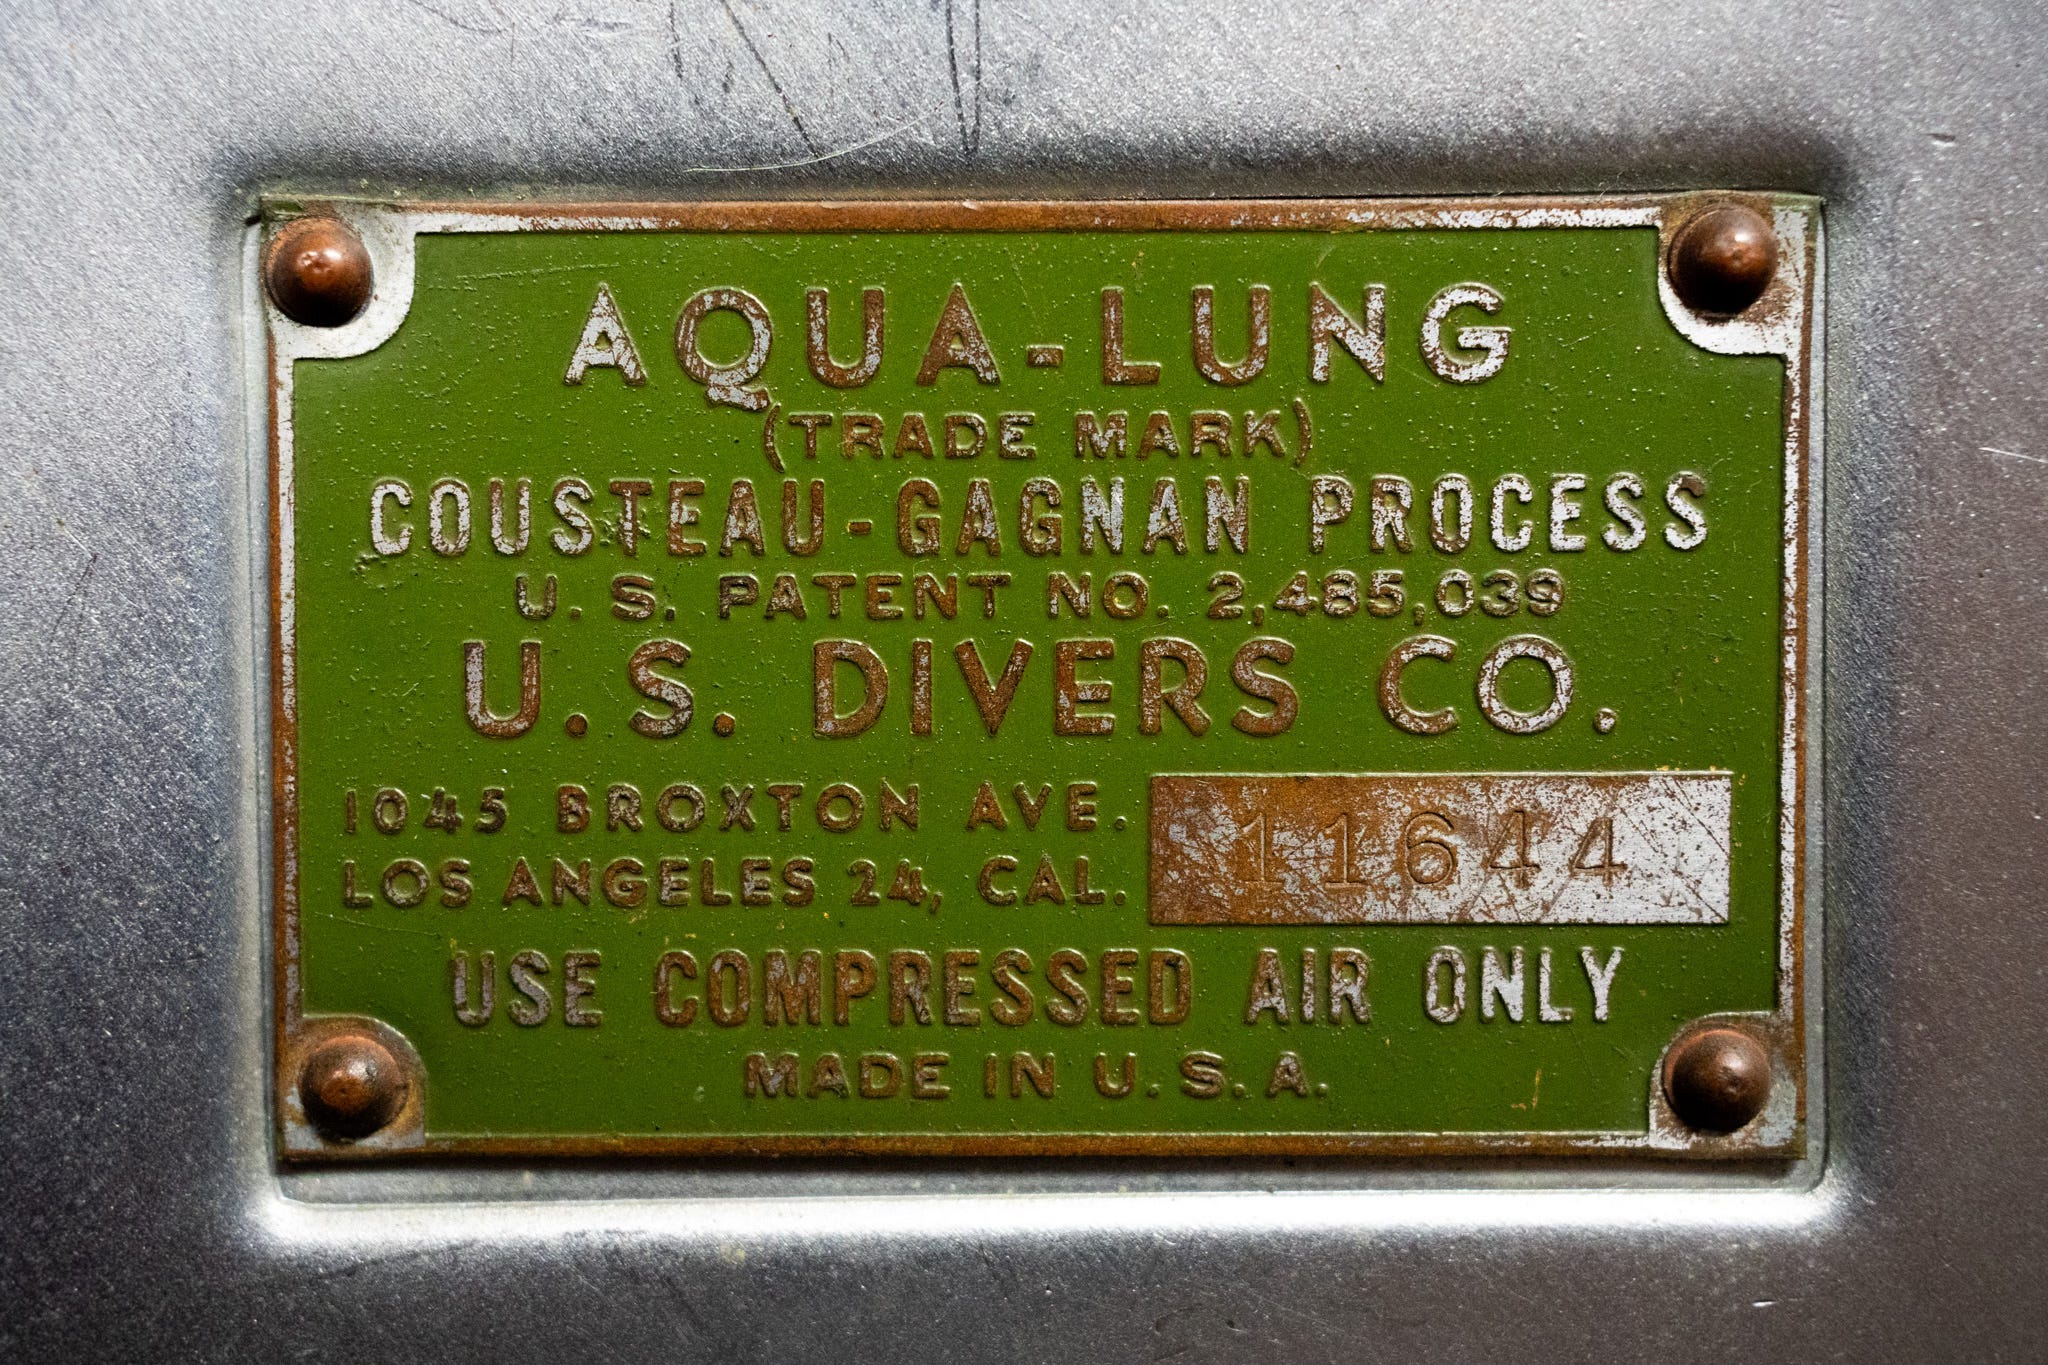 AQUA-LUNG
(TRADE MARK)
COUSTEAU-GAGNAN PROCESS
U. S. PATENT NO. 2,485,039
U. S. DIVERS CO.
1045 BROXTON AVE.
LOS ANGELES 24, CAL.
11644
USE COMPRESSED AIR ONLY
MADE IN U. S. A.